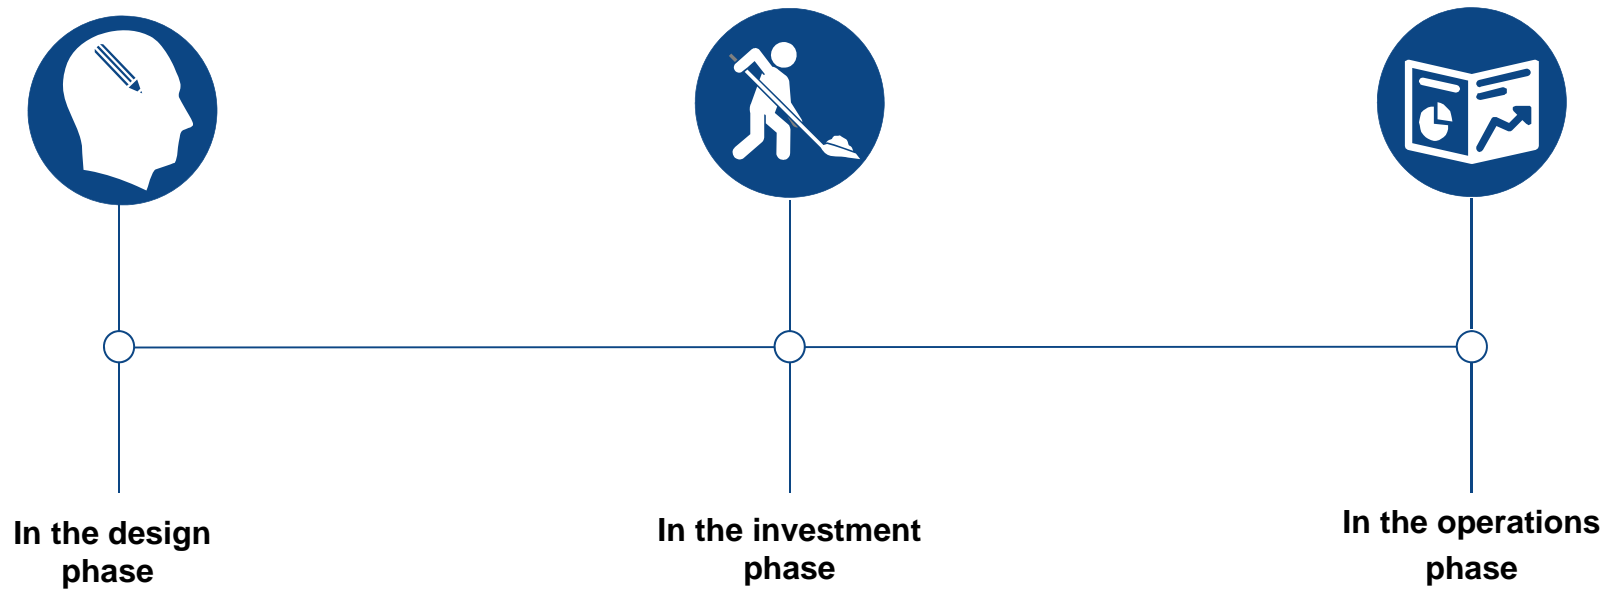 In the design
phase
In the investment
phase
In the operations
phase